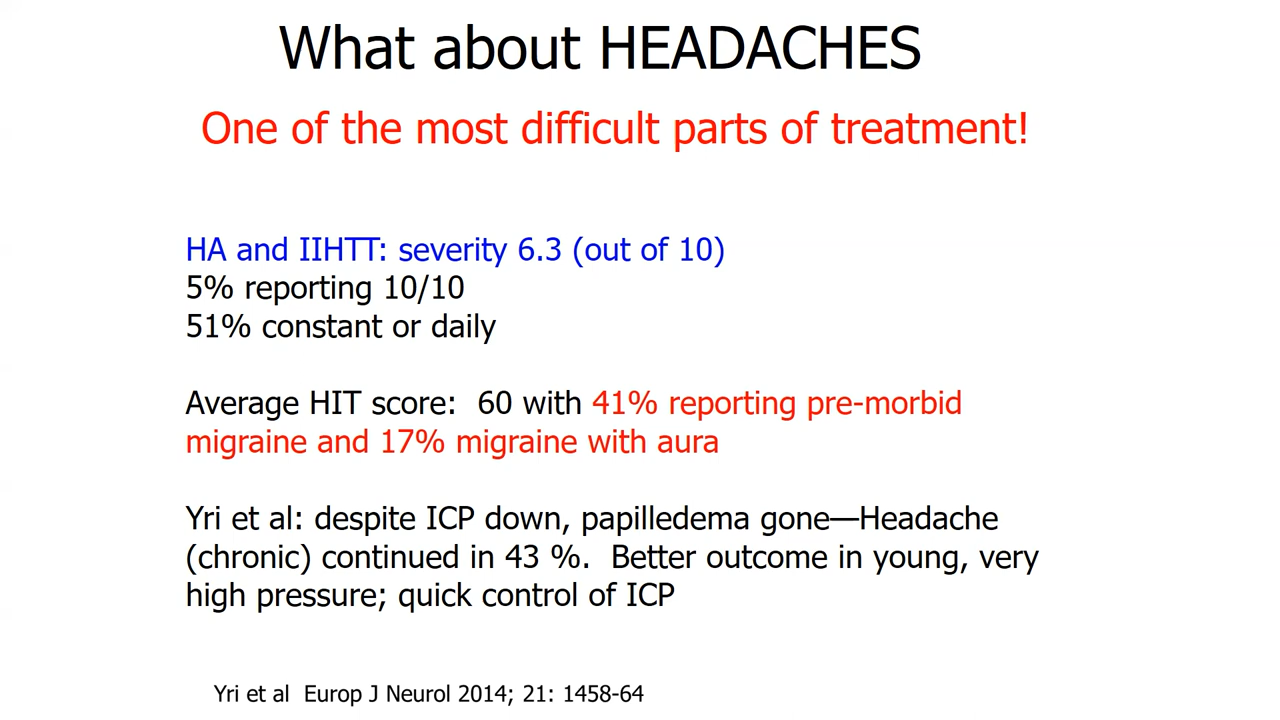 What about HEADACHES
One of the most difficult parts of treatment!
HA and IIHTT: severity 6.3 (out of 10)
5% reporting 10/10
51% constant or daily
Average HIT score:  60 with 41% reporting pre-morbid
migraine and 17% migraine with aura
Yri et al: despite ICP down, papilledema gone—Headache
(chronic) continued in 43 %.  Better outcome in young, very
high pressure; quick control of ICP
Yri et al  Europ J Neurol 2014; 21: 1458-64